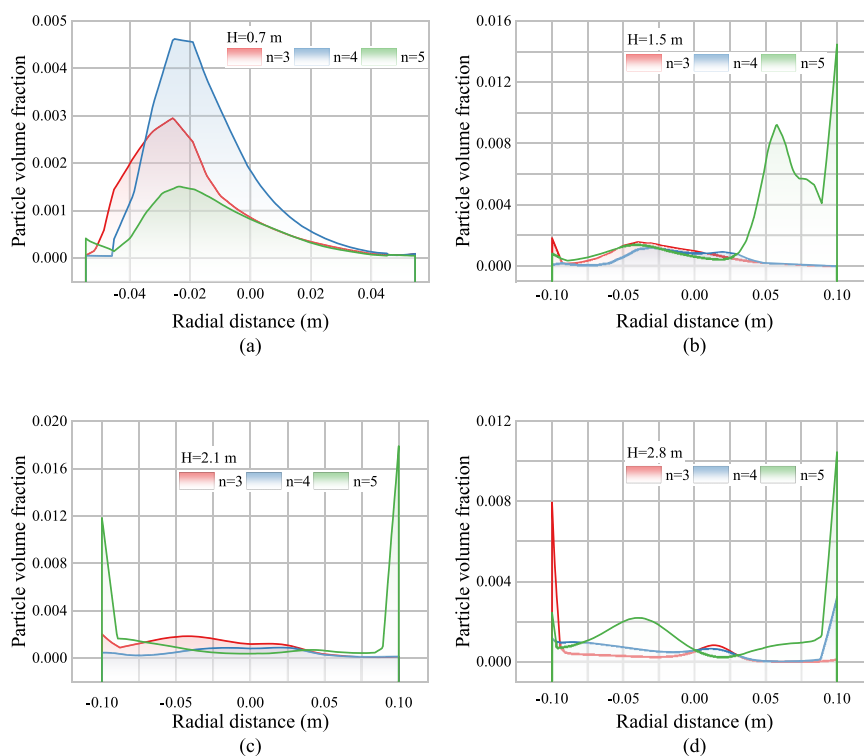 H=0.7 m
n=3 n=4 n=5
0.005
0.004
0.003
0.002
0.001
0.000
Particle volume fraction
-0.04 -0.02 0.00 0.02 0.04
Radial distance (m)
(a)
H=1.5 m
n=3 n=4 n=5
0.016
0.012
0.008
0.004
0.000
Particle volume fraction
-0.10 -0.05 0.00 0.05 0.10
Radial distance (m)
(b)
H=2.1 m
n=3 n=4 n=5
0.020
0.016
0.012
0.008
0.004
0.000
Particle volume fraction
-0.10 -0.05 0.00 0.05 0.10
Radial distance (m)
(c)
H=2.8 m
n=3 n=4 n=5
0.012
0.008
0.004
0.000
Particle volume fraction
-0.10 -0.05 0.00 0.05 0.10
Radial distance (m)
(d)